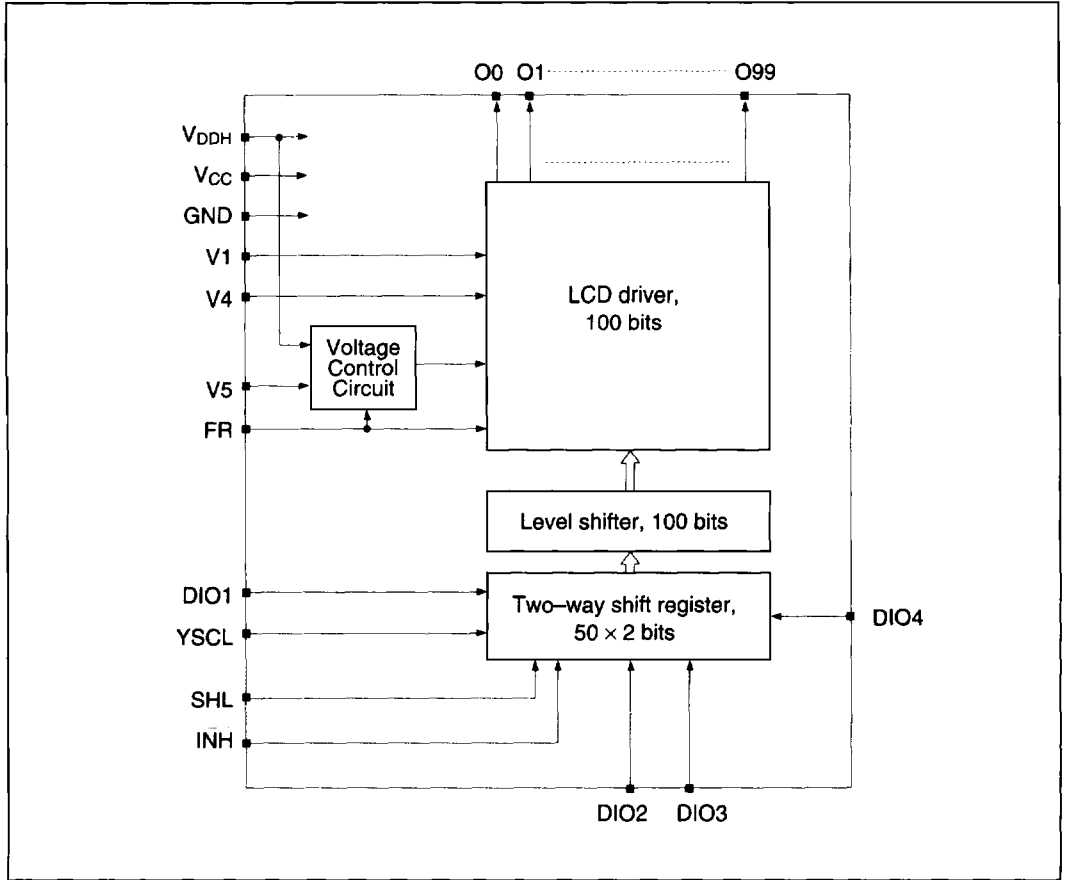 O0 O1 O99
VDDH
VCC
GND
V1
V4
V5
FR
LCD driver,
100 bits
Voltage
Control
Circuit
Level shifter, 100 bits
DIO1
YSCL
SHL
INH
Two–way shift register,
50 × 2 bits
DIO4
DIO2 DIO3